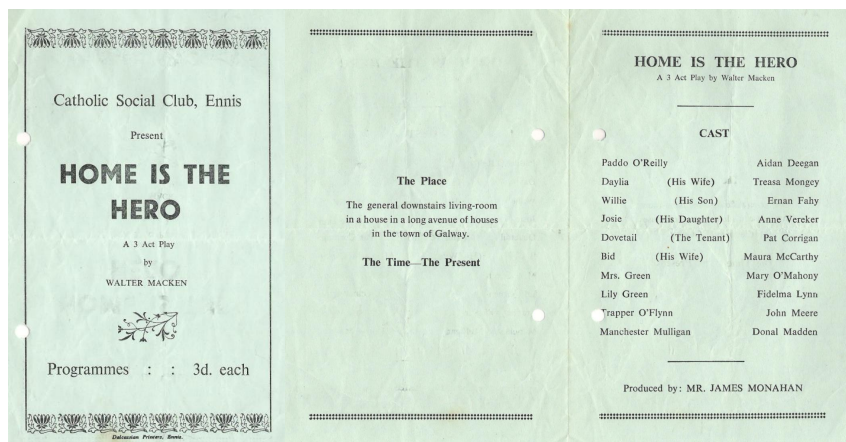 Catholic Social Club, Ennis
Present
HOME IS THE
HERO
A 3 Act Play
by
WALTER MACKEN
Programmes : : 3d. each
Dalcassian Printers, Ennis.
The Place
The general downstairs living-room
in a house in a long avenue of houses
in the town of Galway.
The Time—The Present
HOME IS THE HERO
A 3 Act Play by Walter Macken
CAST
Paddo O'Reilly Aidan Deegan
Daylia (His Wife) Treasa Mongey
Willie (His Son) Ernan Fahy
Josie (His Daughter) Anne Vereker
Dovetail (The Tenant) Pat Corrigan
Bid (His Wife) Maura McCarthy
Mrs. Green Mary O'Mahony
Lily Green Fidelma Lynn
Trapper O'Flynn John Meere
Manchester Mulligan Donal Madden
Produced by: MR. JAMES MONAHAN